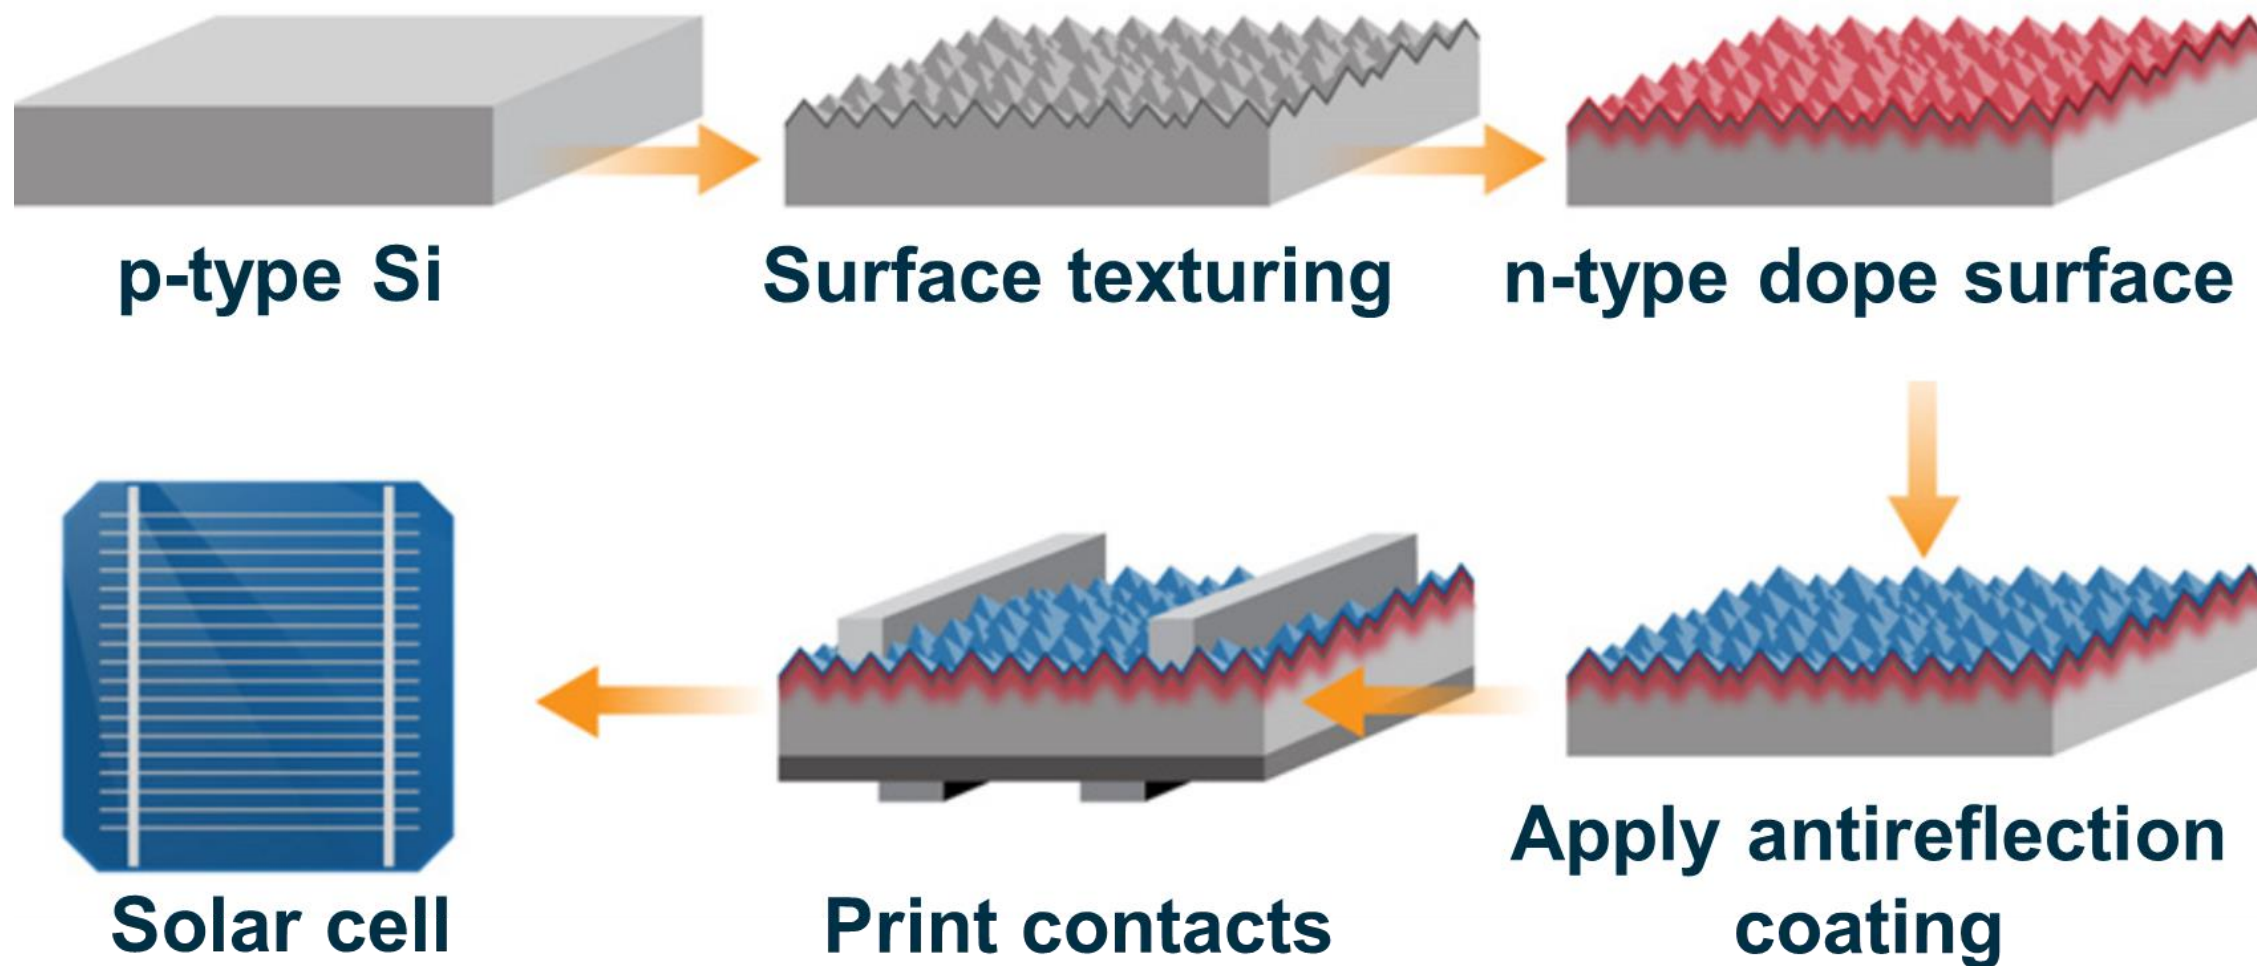 p-type Si
Surface texturing
n-type dope surface
Apply antireflection
coating
Print contacts
Solar cell